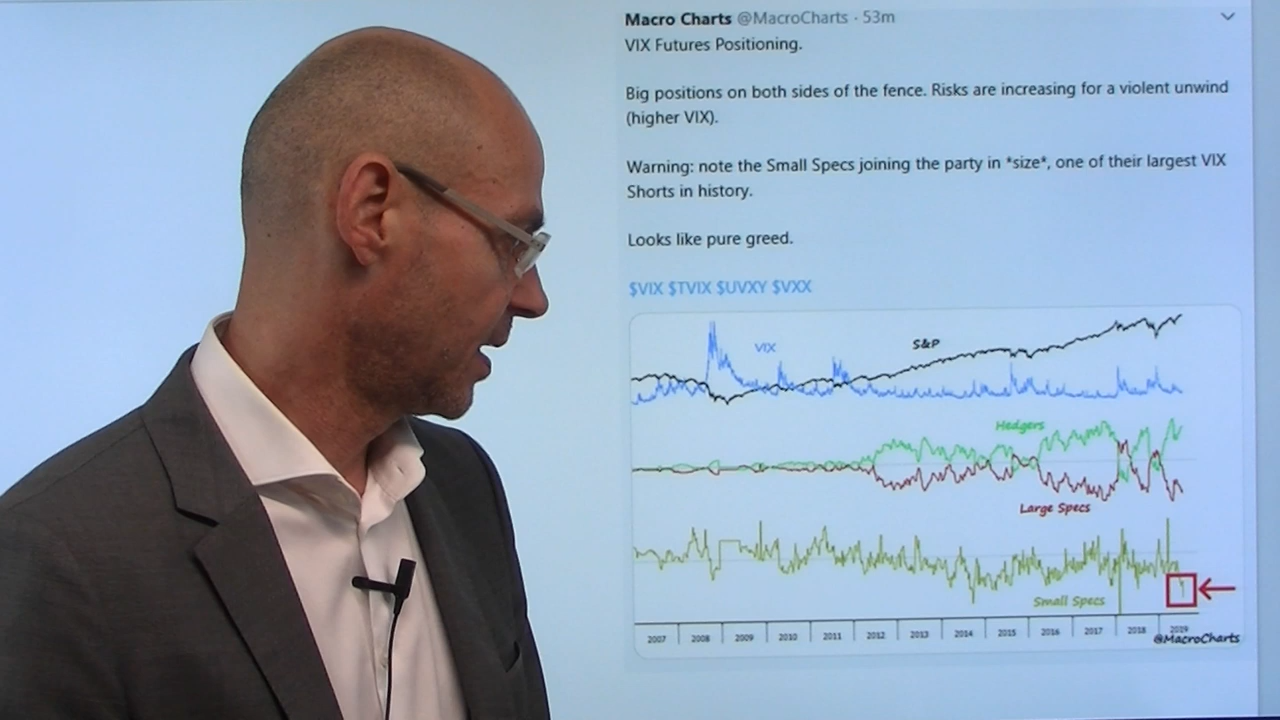 Macro Charts @MacroCharts · 53m
VIX Futures Positioning.
Big positions on both sides of the fence. Risks are increasing for a violent unwind
(higher VIX).
Warning: note the Small Specs joining the party in *size*, one of their largest VIX
Shorts in history.
Looks like pure greed.
$VIX $TVIX $UVXY $VXX
VIX
S&P
Hedgers
Large Specs
Small Specs
2007 2008 2009 2010 2011 2012 2013 2014 2015 2016 2017 2018 2019
@MacroCharts